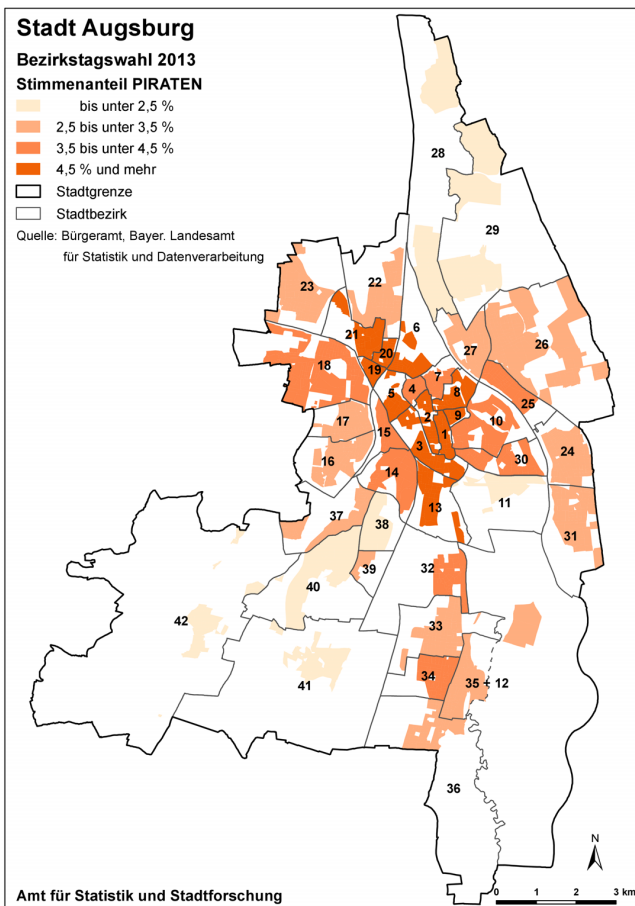 Stadt Augsburg
Bezirkstagswahl 2013
Stimmenanteil PIRATEN
bis unter 2,5 %
2,5 bis unter 3,5 %
3,5 bis unter 4,5 %
4,5 % und mehr
Stadtgrenze
Stadtbezirk
Quelle: Bürgeramt, Bayer. Landesamt
für Statistik und Datenverarbeitung
28
29
23
22
21
6
26
20
27
18
19
7
5
4
8
25
2
9
10
17
15
1
3
24
16
30
14
13
11
31
37
38
39
32
40
42
33
34
35 + 12
41
36
N
Amt für Statistik und Stadtforschung
0 1 2 3 km